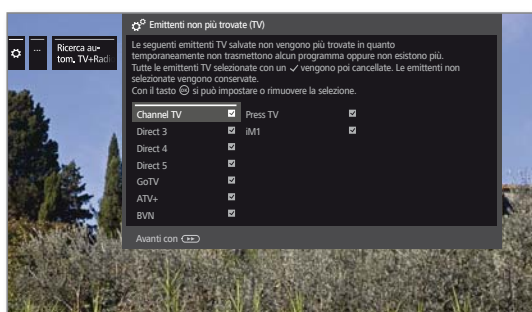 Emittenti non più trovate (TV)
...
Ricerca au-
tom. TV+Radi
Le seguenti emittenti TV salvate non vengono più trovate in quanto
temporaneamente non trasmettono alcun programma oppure non esistono più.
Tutte le emittenti TV selezionate con un ✓ vengono poi cancellate. Le emittenti non
selezionate vengono conservate.
Con il tasto OK si può impostare o rimuovere la selezione.
Channel TV Press TV
Direct 3 iM1
Direct 4
Direct 5
GoTV
ATV+
BVN
Avanti con